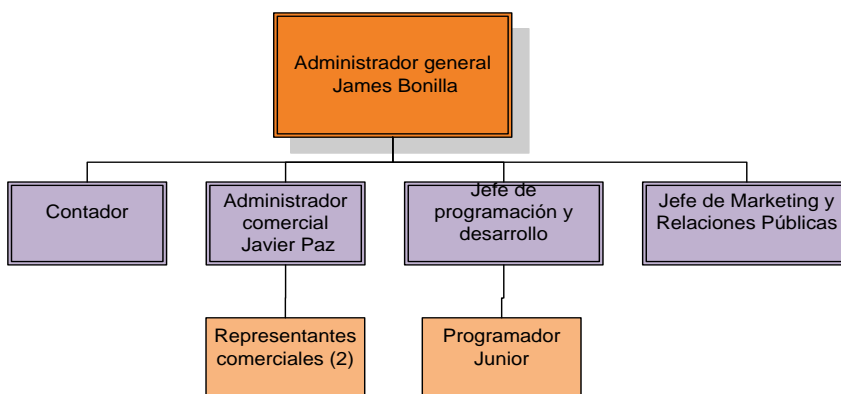 Administrador general
James Bonilla
Contador
Administrador
comercial
Javier Paz
Jefe de
programación y
desarrollo
Jefe de Marketing y
Relaciones Públicas
Representantes
comerciales (2)
Programador
Junior